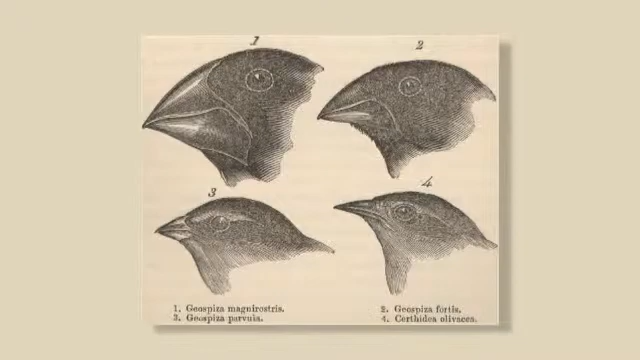 1
2
3
4
1. Geospiza magnirostris. 2. Geospiza fortis.
3. Geospiza parvula. 4. Certhidea olivacea.